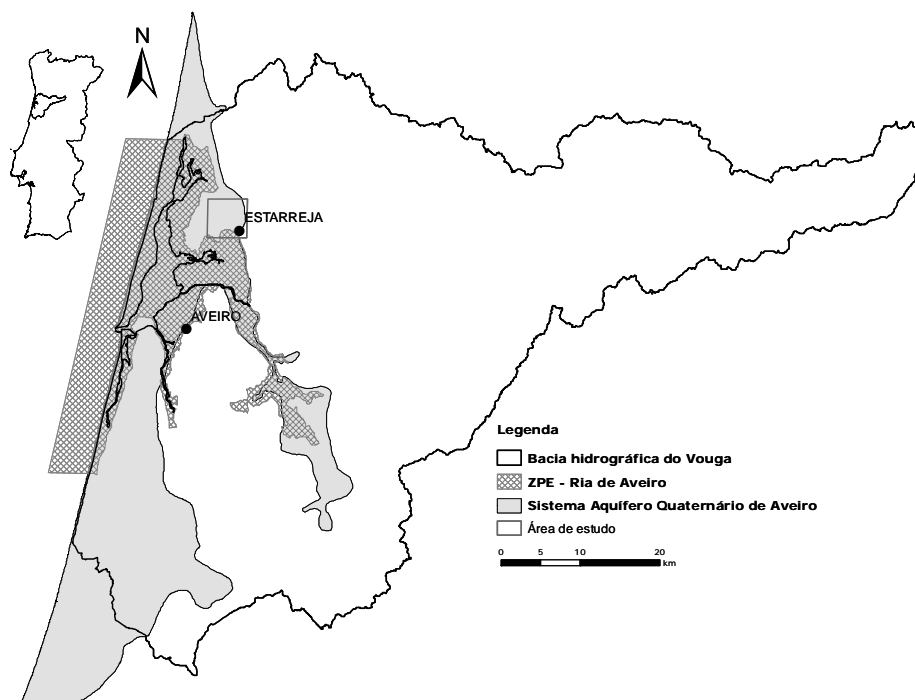 N
ESTARREJA
AVEIRO
Legenda
Bacia hidrográfica do Vouga
ZPE - Ria de Aveiro
Sistema Aquífero Quaternário de Aveiro
Área de estudo
0 5 10 20
km